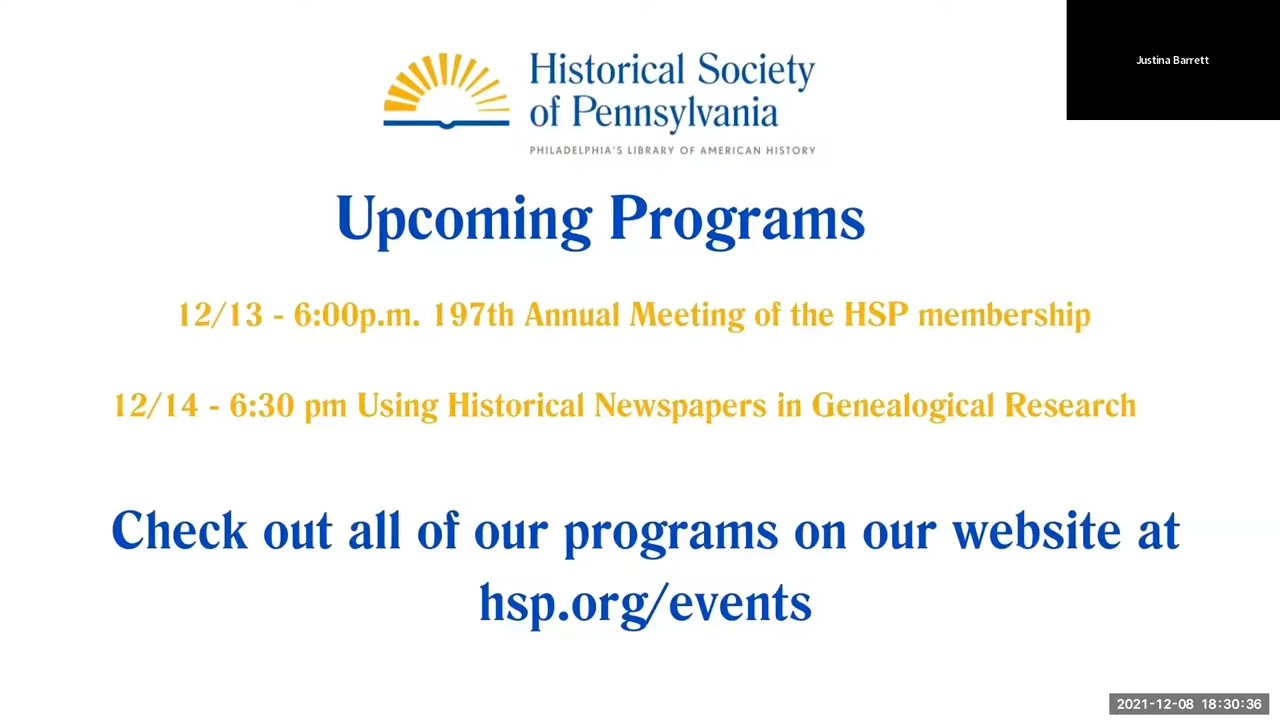 Historical Society
of Pennsylvania
PHILADELPHIA'S LIBRARY OF AMERICAN HISTORY
Justina Barrett
Upcoming Programs
12/13 - 6:00p.m. 197th Annual Meeting of the HSP membership
12/14 - 6:30 pm Using Historical Newspapers in Genealogical Research
Check out all of our programs on our website at
hsp.org/events
2021-12-08 18:30:36